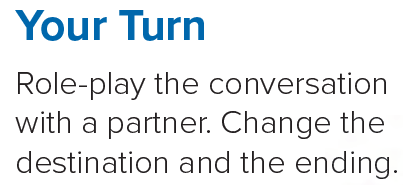 Your Turn
Role-play the conversation
with a partner. Change the
destination and the ending.